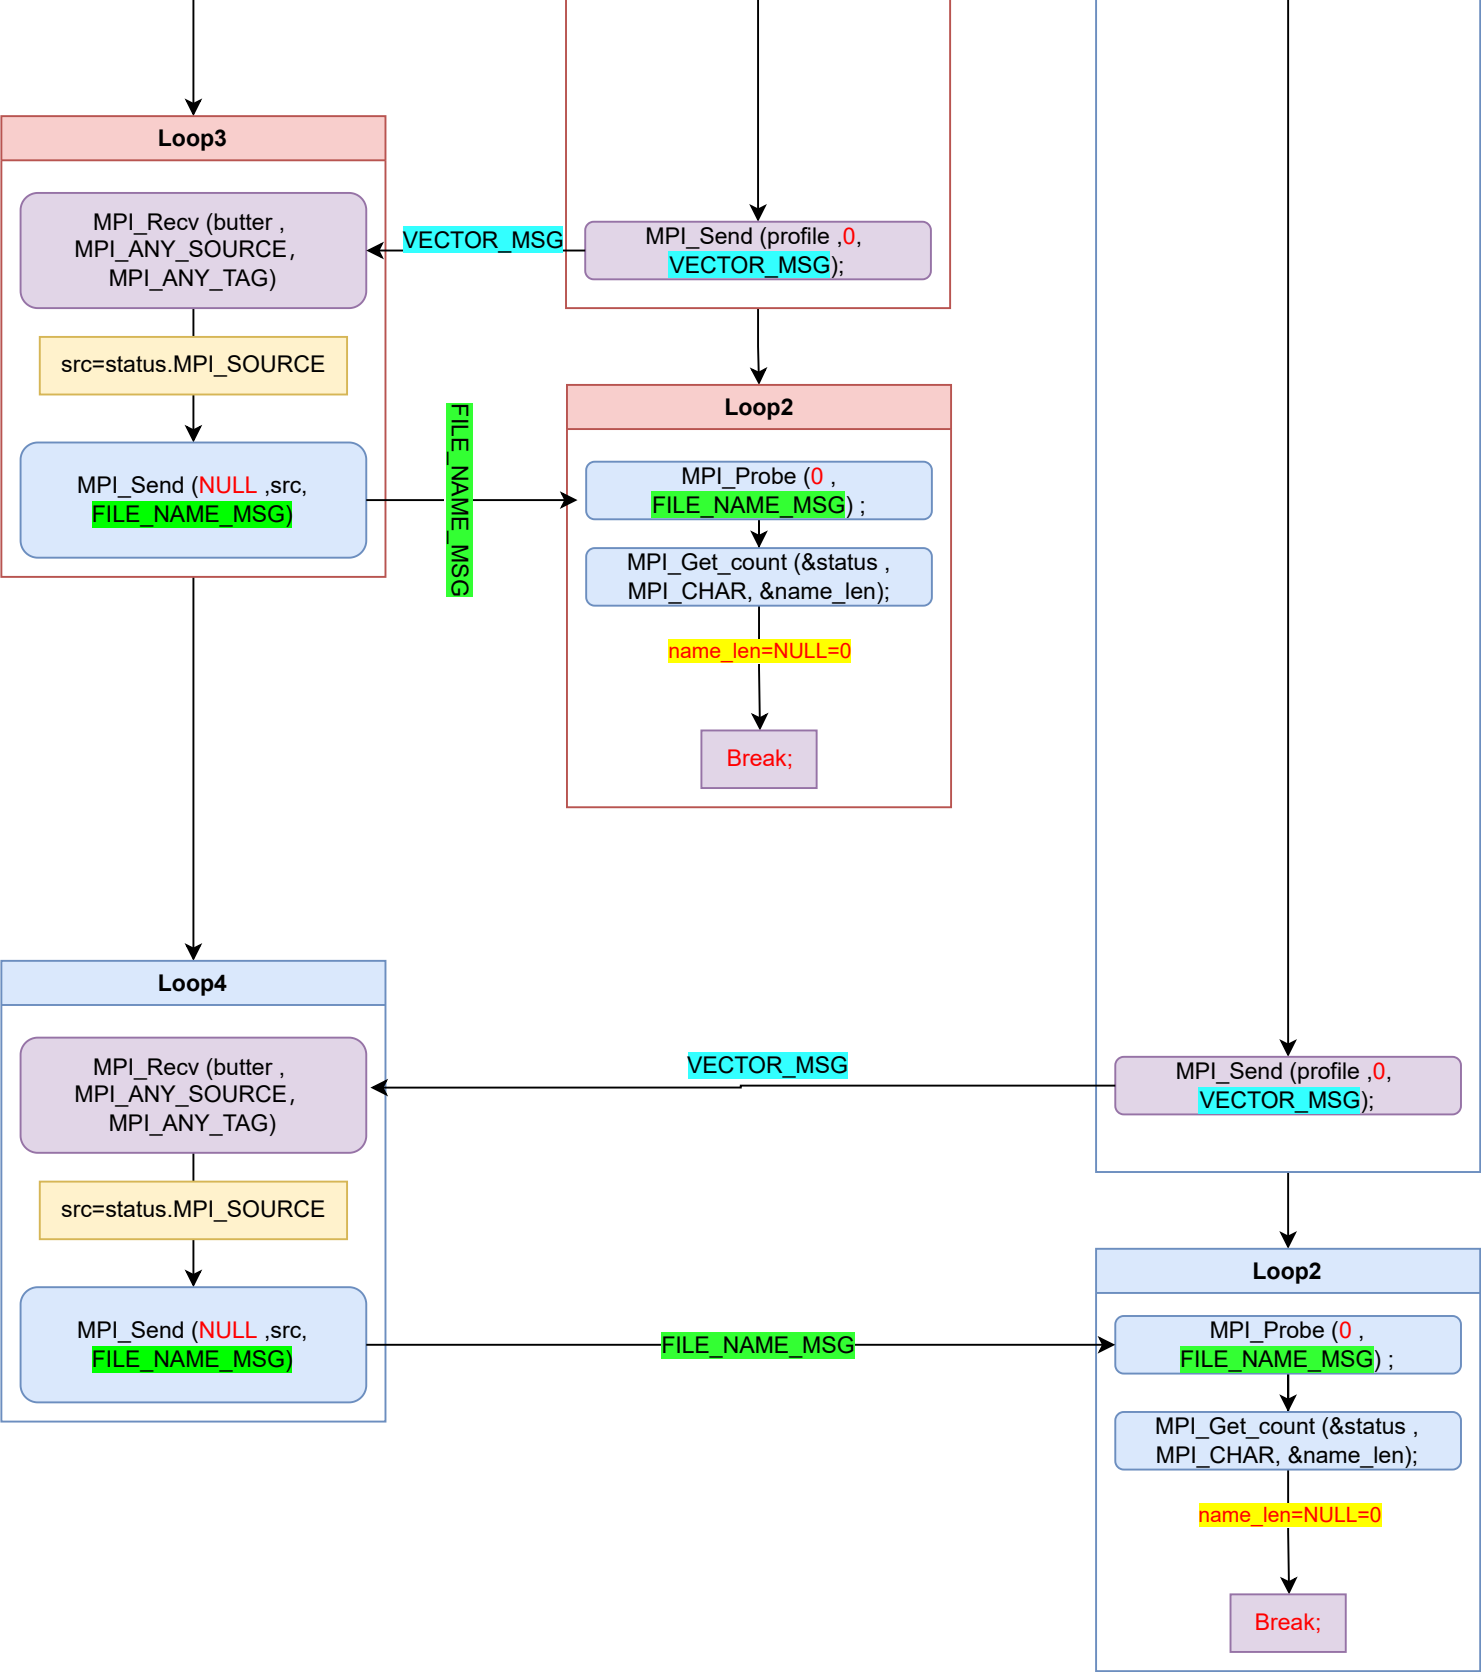 Loop3
MPI_Recv (butter ,
MPI_ANY_SOURCE,
MPI_ANY_TAG)
VECTOR_MSG
MPI_Send (profile ,0,
VECTOR_MSG);
src=status.MPI_SOURCE
MPI_Send (NULL ,src,
FILE_NAME_MSG)
FILE_NAME_MSG
Loop2
MPI_Probe (0 ,
FILE_NAME_MSG) ;
MPI_Get_count (&status ,
MPI_CHAR, &name_len);
name_len=NULL=0
Break;
Loop4
MPI_Recv (butter ,
MPI_ANY_SOURCE,
MPI_ANY_TAG)
VECTOR_MSG
MPI_Send (profile ,0,
VECTOR_MSG);
src=status.MPI_SOURCE
MPI_Send (NULL ,src,
FILE_NAME_MSG)
FILE_NAME_MSG
Loop2
MPI_Probe (0 ,
FILE_NAME_MSG) ;
MPI_Get_count (&status ,
MPI_CHAR, &name_len);
name_len=NULL=0
Break;